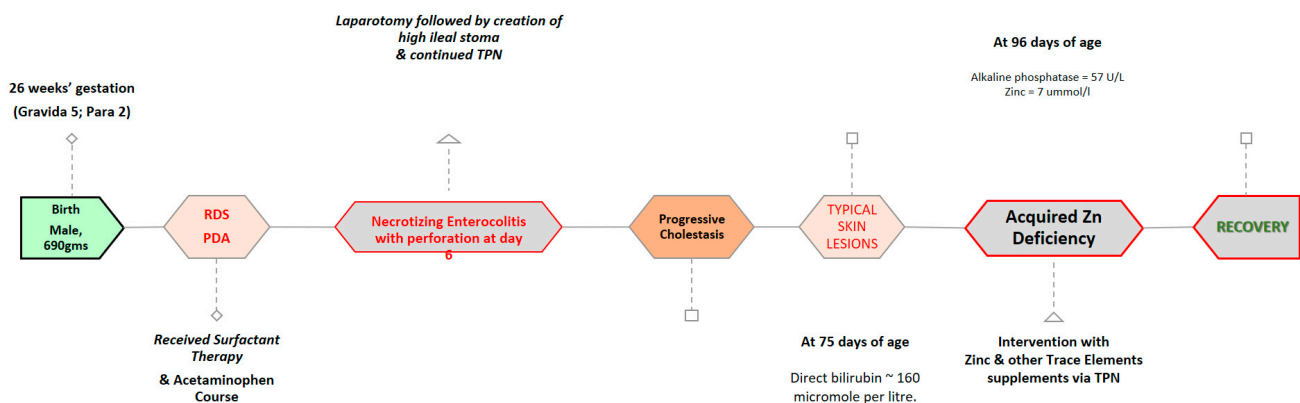 Laparotomy followed by creation of
high ileal stoma
& continued TPN
At 96 days of age
Alkaline phosphatase = 57 U/L
Zinc = 7 ummol/l
26 weeks' gestation
(Gravida 5; Para 2)
Birth
Male,
690gms
RDS
PDA
Necrotizing Enterocolitis
with perforation at day
6
Progressive
Cholestasis
TYPICAL
SKIN
LESIONS
Acquired Zn
Deficiency
RECOVERY
Received Surfactant
Therapy
& Acetaminophen
Course
At 75 days of age
Direct bilirubin ~ 160
micromole per litre.
Intervention with
Zinc & other Trace Elements
supplements via TPN